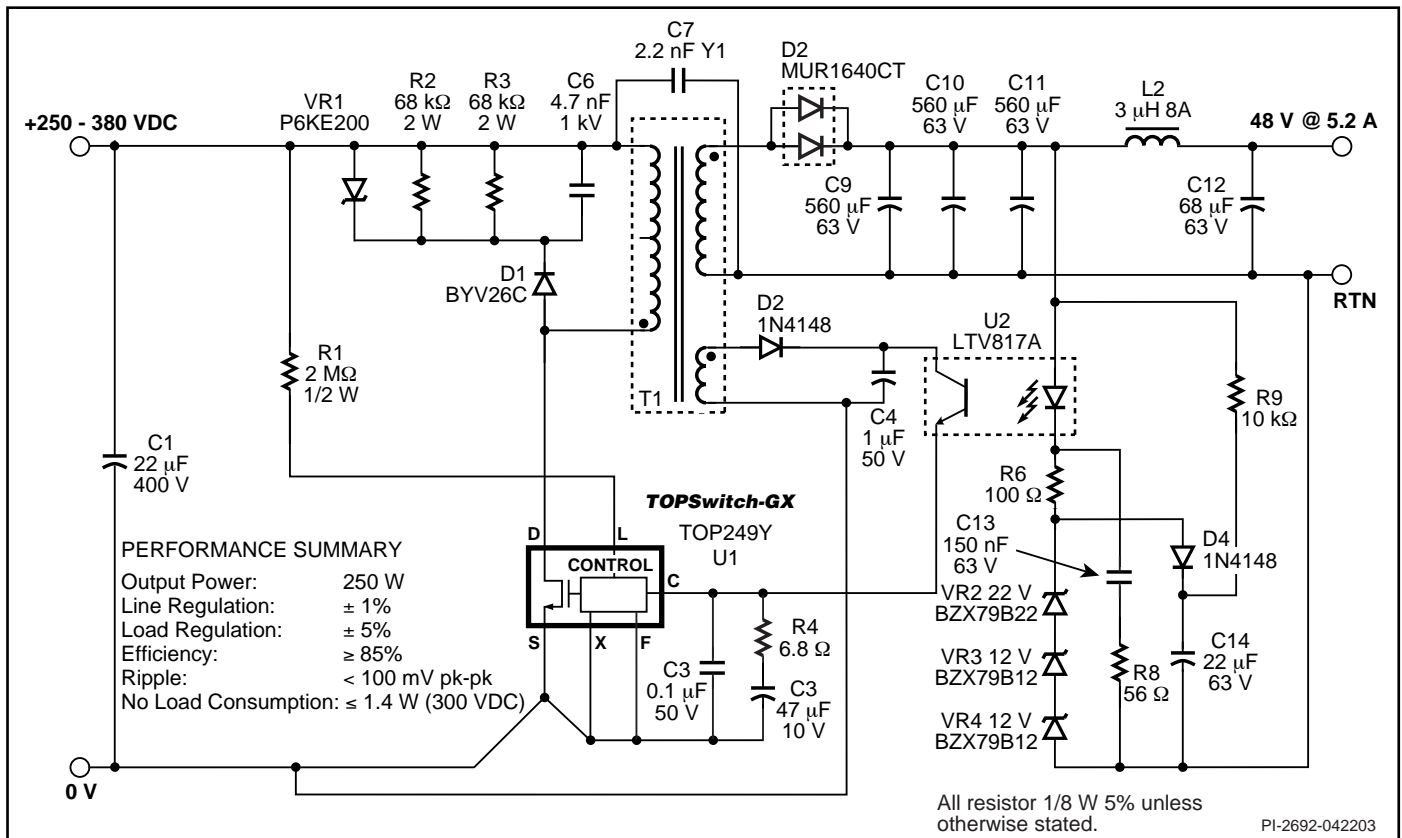 C7
2.2 nF Y1
D2
MUR1640CT
R2
68 kΩ
2 W
R3
68 kΩ
2 W
C6
4.7 nF
1 kV
VR1
P6KE200
C10
560 µF
63 V
C11
560 µF
63 V
L2
3 µH 8A
+250 - 380 VDC
48 V @ 5.2 A
C9
560 µF
63 V
C12
68 µF
63 V
D1
BYV26C
RTN
D2
1N4148
U2
LTV817A
R1
2 MΩ
1/2 W
T1
C4
1 µF
50 V
R9
10 kΩ
C1
22 µF
400 V
R6
100 Ω
TOPSwitch-GX
TOP249Y
U1
C13
150 nF
63 V
D4
1N4148
D
L
CONTROL
C
S
X
F
PERFORMANCE SUMMARY
Output Power: 250 W
Line Regulation: ± 1%
Load Regulation: ± 5%
Efficiency: ≥ 85%
Ripple: < 100 mV pk-pk
No Load Consumption: ≤ 1.4 W (300 VDC)
VR2 22 V
BZX79B22
R4
6.8 Ω
C3
0.1 µF
50 V
C3
47 µF
10 V
VR3 12 V
BZX79B12
R8
56 Ω
C14
22 µF
63 V
VR4 12 V
BZX79B12
0 V
All resistor 1/8 W 5% unless
otherwise stated.
PI-2692-042203